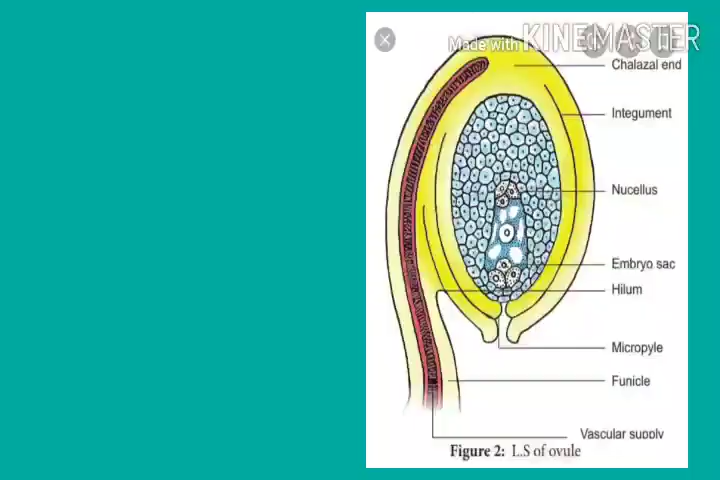 Made with KINEMASTER
Chalazal end
Integument
Nucellus
Embryo sac
Hilum
Micropyle
Funicle
Vascular supply
Figure 2: L.S of ovule